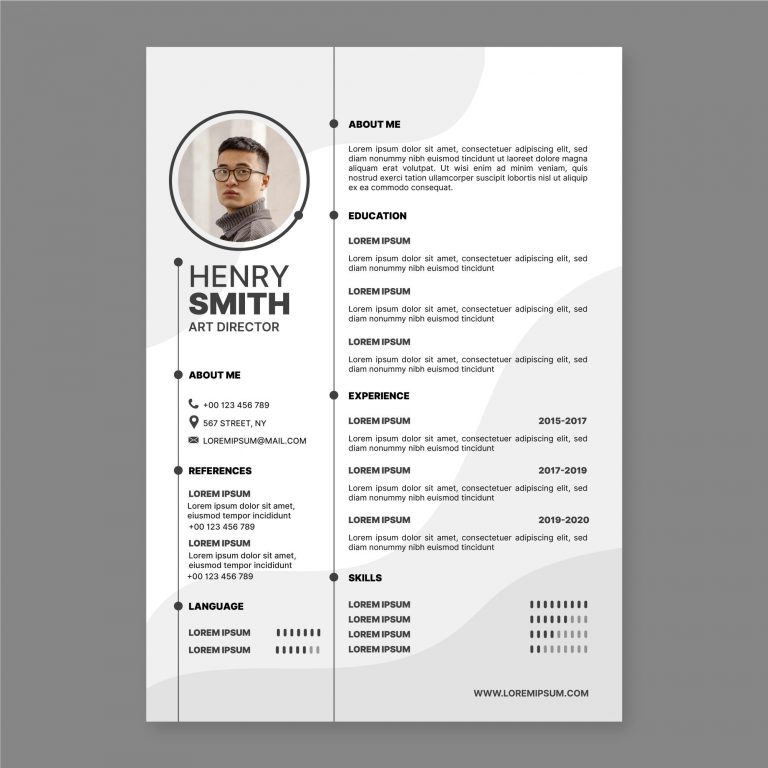 HENRY
SMITH
ART DIRECTOR
ABOUT ME
+00 123 456 789
567 STREET, NY
LOREMIPSUM@MAIL.COM
REFERENCES
LOREM IPSUM
Lorem ipsum dolor sit amet,
eiusmod tempor incididunt
+00 123 456 789
LOREM IPSUM
Lorem ipsum dolor sit amet,
eiusmod tempor incididunt
+00 123 456 789
LANGUAGE
LOREM IPSUM
LOREM IPSUM
ABOUT ME
Lorem ipsum dolor sit amet, consectetuer adipiscing elit, sed
diam nonummy nibh euismod tincidunt ut laoreet dolore magna
aliquam erat volutpat. Ut wisi enim ad minim veniam, quis
nostrud exerci tation ullamcorper suscipit lobortis nisl ut aliquip
ex ea commodo consequat.
EDUCATION
LOREM IPSUM
Lorem ipsum dolor sit amet, consectetuer adipiscing elit, sed
diam nonummy nibh euismod tincidunt
LOREM IPSUM
Lorem ipsum dolor sit amet, consectetuer adipiscing elit, sed
diam nonummy nibh euismod tincidunt
LOREM IPSUM
Lorem ipsum dolor sit amet, consectetuer adipiscing elit, sed
diam nonummy nibh euismod tincidunt
EXPERIENCE
LOREM IPSUM 2015-2017
Lorem ipsum dolor sit amet, consectetuer adipiscing elit, sed
diam nonummy nibh euismod tincidunt
LOREM IPSUM 2017-2019
Lorem ipsum dolor sit amet, consectetuer adipiscing elit, sed
diam nonummy nibh euismod tincidunt
LOREM IPSUM 2019-2020
Lorem ipsum dolor sit amet, consectetuer adipiscing elit, sed
diam nonummy nibh euismod tincidunt
SKILLS
LOREM IPSUM
LOREM IPSUM
LOREM IPSUM
LOREM IPSUM
WWW.LOREMIPSUM.COM